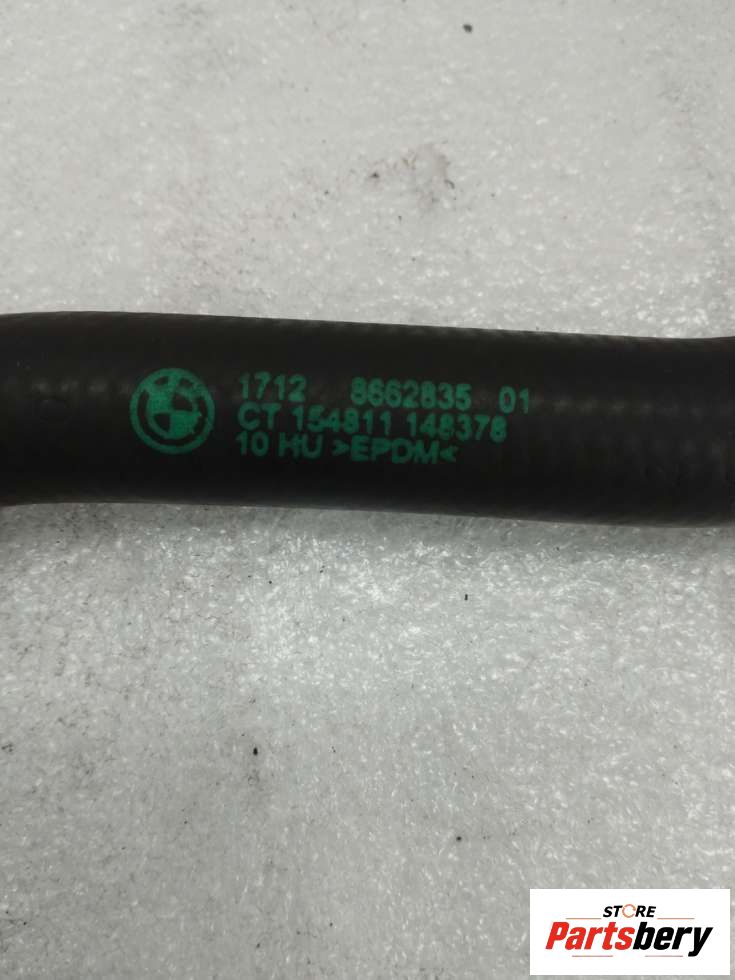 1712 8662835 01
CT 154811 148378
10 HU >EPDM<
STORE
Partsbery